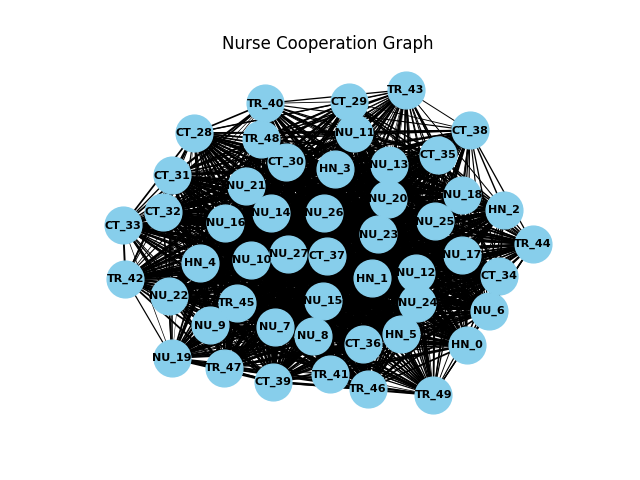 Nurse Cooperation Graph
TR_43
TR_40
CT_29
CT_28
TR_48
NU_11
CT_38
CT_30
HN_3
NU_13
CT_35
CT_31
NU_21
NU_20
NU_18
CT_32
NU_14
NU_26
HN_2
CT_33
NU_16
NU_23
NU_25
TR_44
HN_4
NU_10
NU_27
CT_37
NU_17
TR_42
HN_1
NU_12
CT_34
NU_22
TR_45
NU_15
NU_24
NU_6
NU_9
NU_7
NU_8
CT_36
HN_5
HN_0
NU_19
TR_47
CT_39
TR_41
TR_46
TR_49